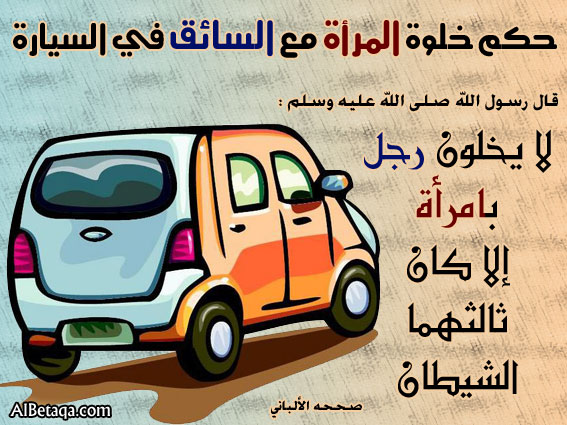 حكم خلوة المرأة مع السائق في السيارة
قال رسول الله صلى الله عليه وسلم :
لا يخلون رجل
بامرأة
إلا كان
ثالثهما
الشيطان
صححه الألباني
AlBetaqa.com